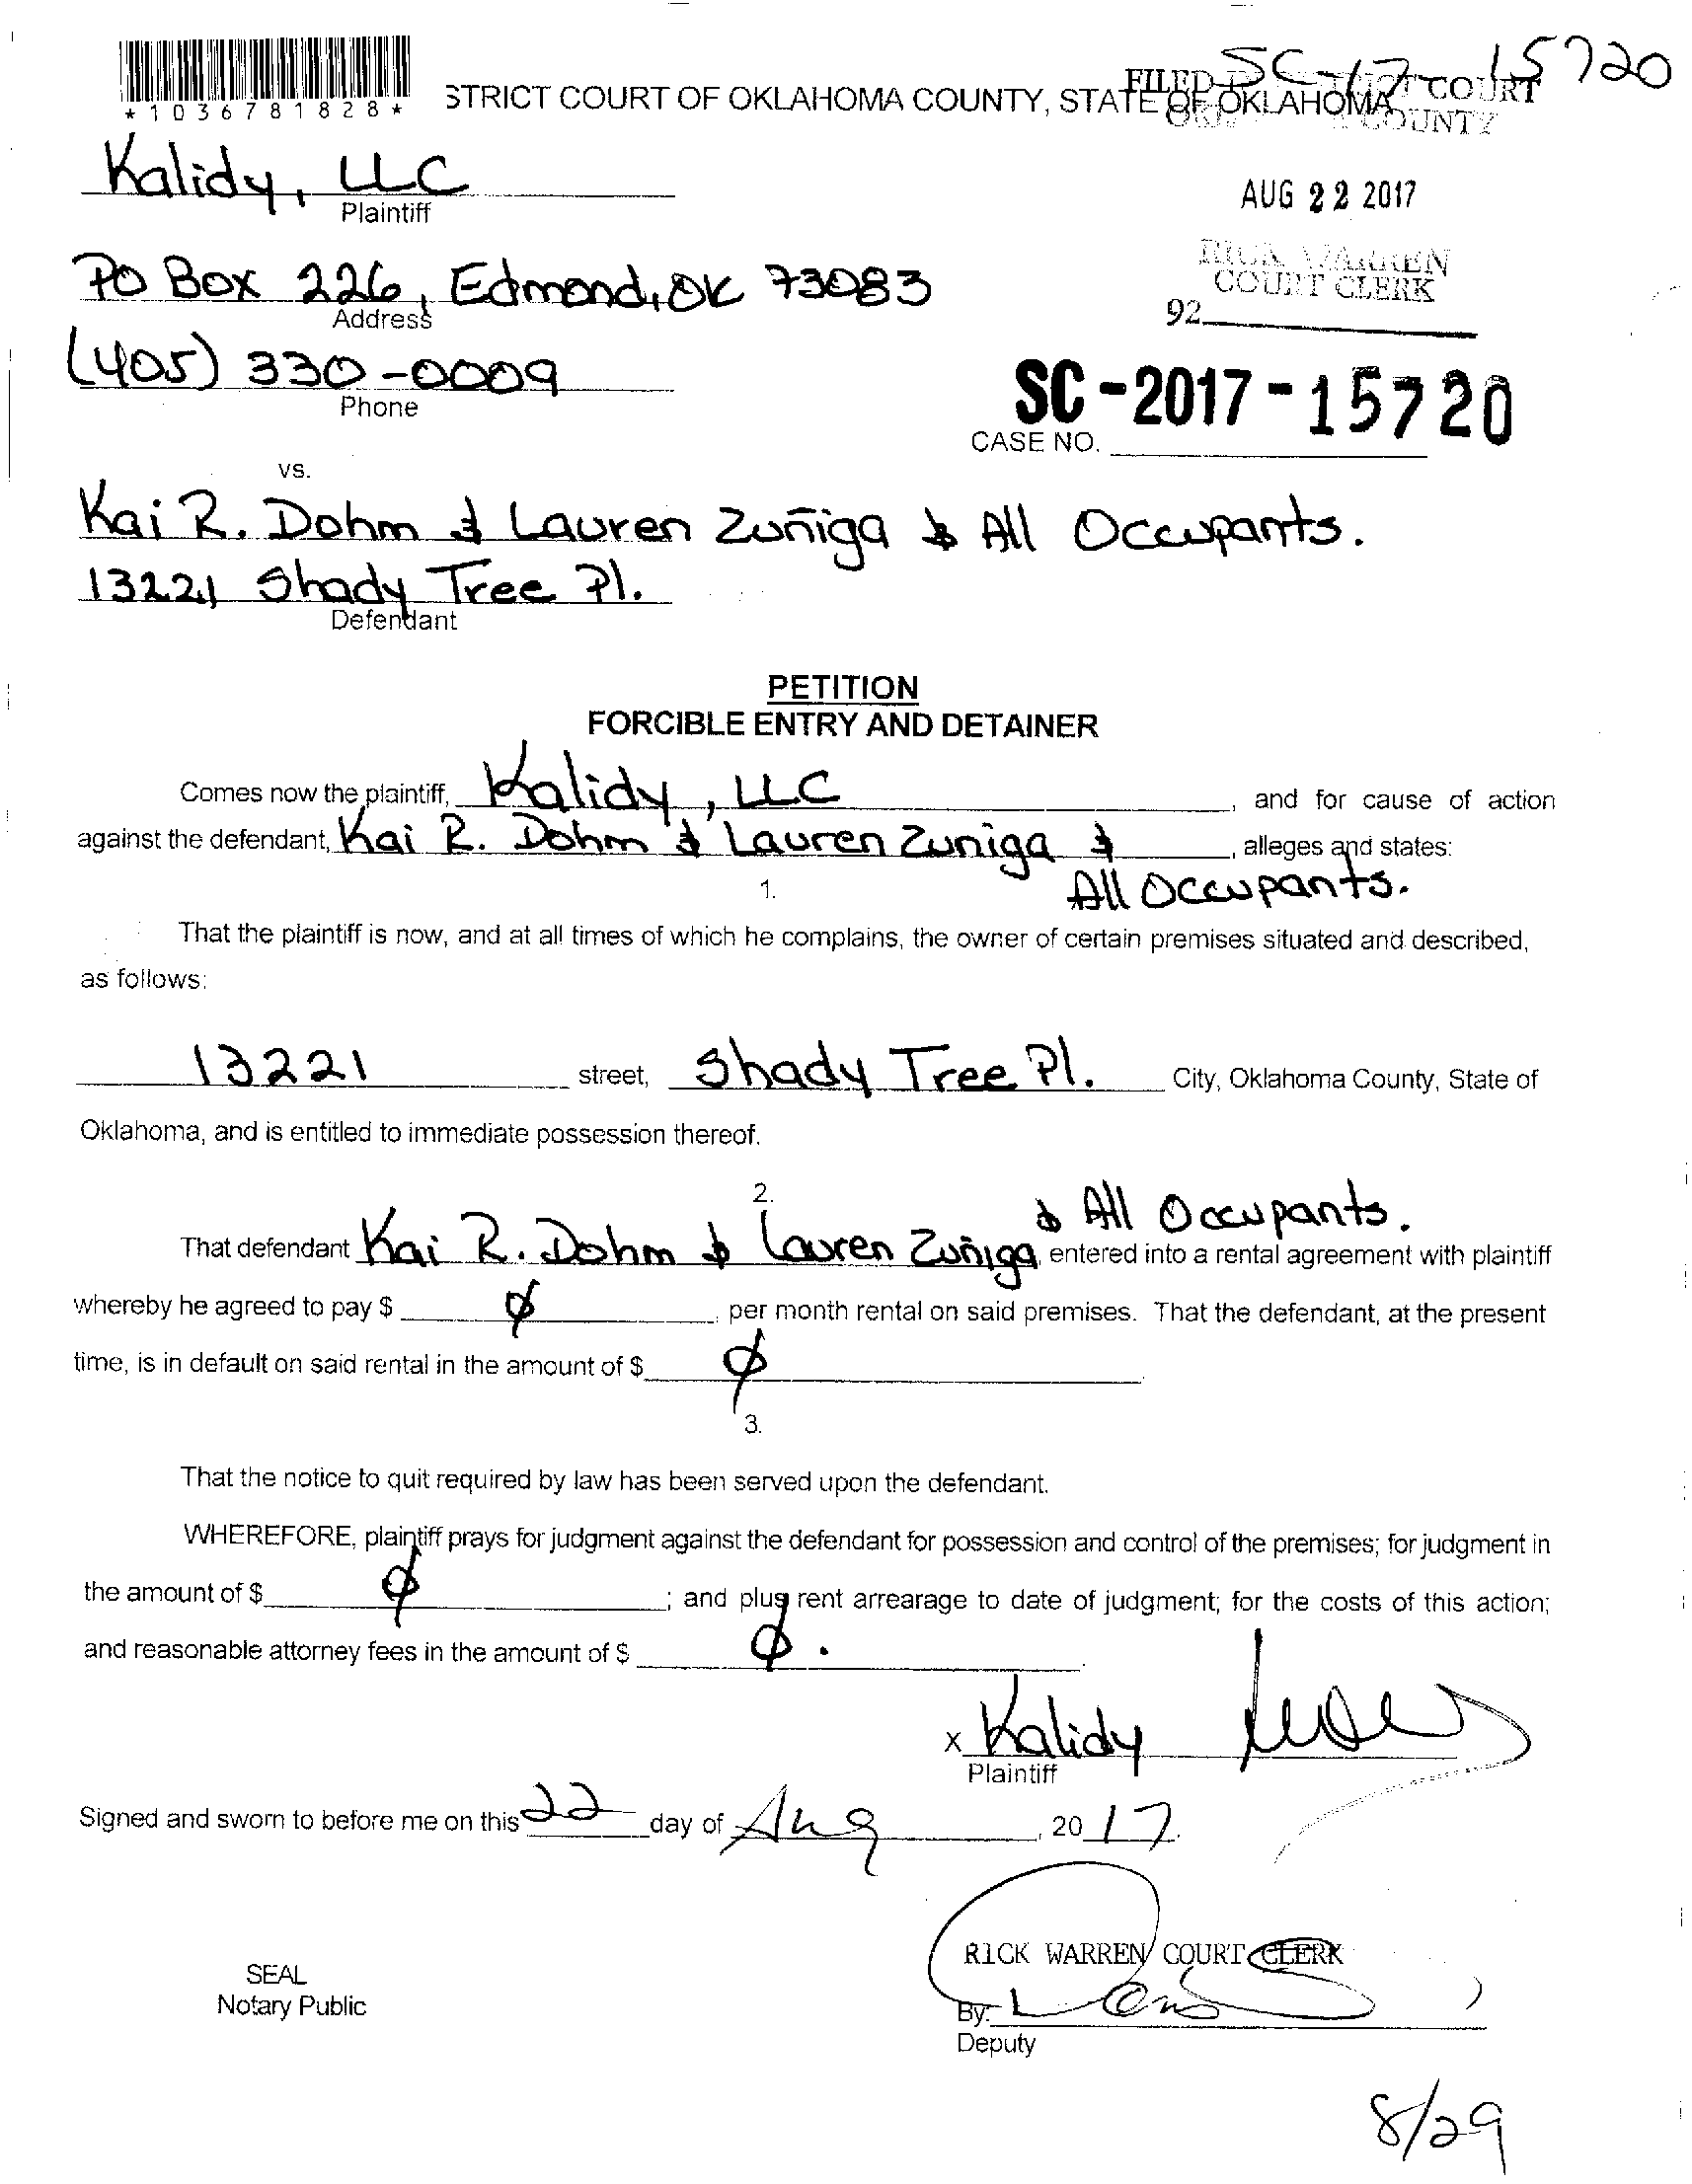 SC-17-15720
*1036781828*
STRICT COURT OF OKLAHOMA COUNTY, STATE OF OKLAHOMA
FILED IN DISTRICT COURT
COUNTY
Kalidy, LLC
Plaintiff
AUG 22 2017
RICK WARREN
COURT CLERK
92
PO Box 226, Edmond, OK 73083
Address
(405) 330-0009
Phone
SC-2017-15720
CASE NO.
vs.
Kai R. Dohm & Lauren Zuñiga & All Occupants.
13221 Shady Tree Pl.
Defendant
PETITION
FORCIBLE ENTRY AND DETAINER
Comes now the plaintiff, Kalidy, LLC, and for cause of action
against the defendant, Kai R. Dohm & Lauren Zuniga &, alleges and states:
All Occupants.
1.
That the plaintiff is now, and at all times of which he complains, the owner of certain premises situated and described,
as follows:
13221 street, Shady Tree Pl. City, Oklahoma County, State of
Oklahoma, and is entitled to immediate possession thereof.
2.
& All Occupants.
That defendant Kai R. Dohm & Lauren Zuñiga, entered into a rental agreement with plaintiff
whereby he agreed to pay $ ∅, per month rental on said premises. That the defendant, at the present
time, is in default on said rental in the amount of $ ∅
3.
That the notice to quit required by law has been served upon the defendant.
WHEREFORE, plaintiff prays for judgment against the defendant for possession and control of the premises; for judgment in
the amount of $ ∅; and plus rent arrearage to date of judgment; for the costs of this action;
and reasonable attorney fees in the amount of $ ∅.
X Kalidy
Plaintiff
Signed and sworn to before me on this 22 day of Aug, 2017.
RICK WARREN COURT CLERK
SEAL
Notary Public
By:
Deputy
8/29